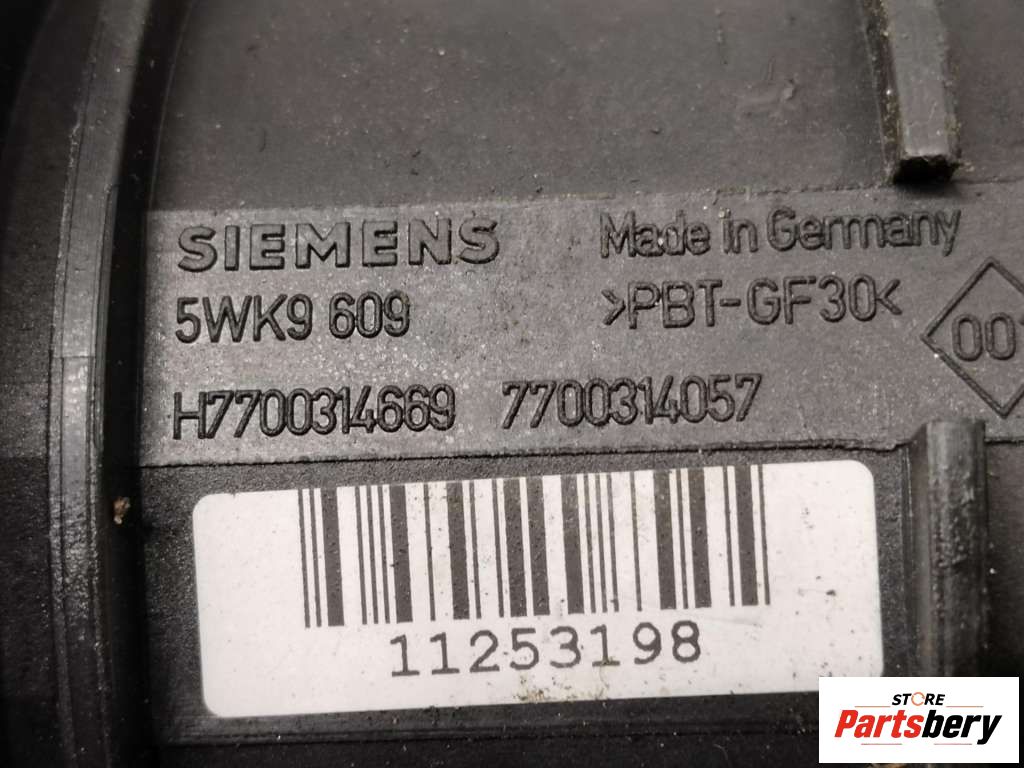 SIEMENS Made in Germany
5WK9 609 >PBT-GF30<
H7700314669 7700314057
11253198
STORE
Partsbery